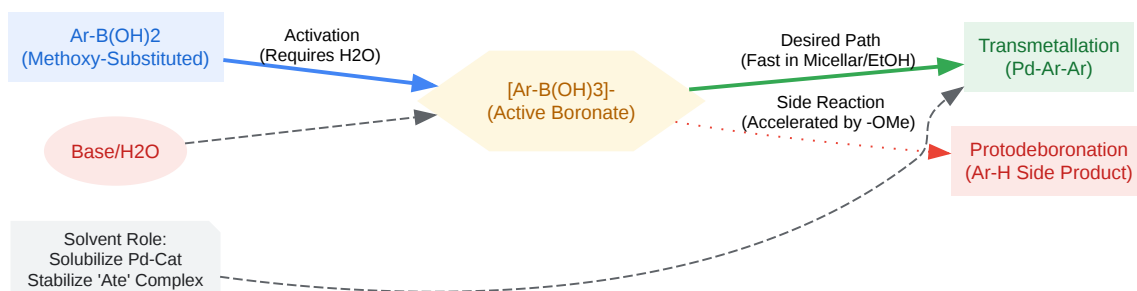 Ar-B(OH)2
(Methoxy-Substituted)
Activation
(Requires H2O)
Base/H2O
[Ar-B(OH)3]-
(Active Boronate)
Desired Path
(Fast in Micellar/EtOH)
Side Reaction
(Accelerated by -OMe)
Transmetallation
(Pd-Ar-Ar)
Protodeboronation
(Ar-H Side Product)
Solvent Role:
Solubilize Pd-Cat
Stabilize 'Ate' Complex